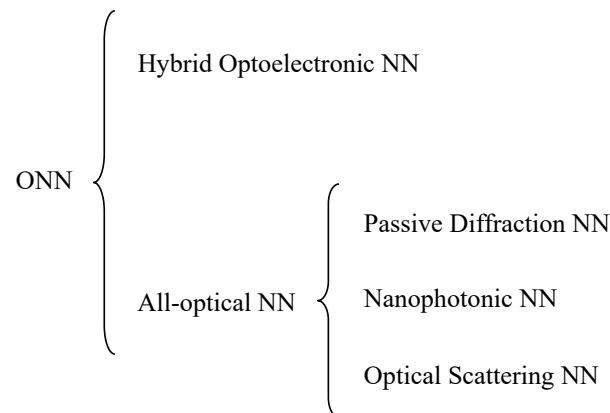 ONN
Hybrid Optoelectronic NN
All-optical NN
Passive Diffraction NN
Nanophotonic NN
Optical Scattering NN